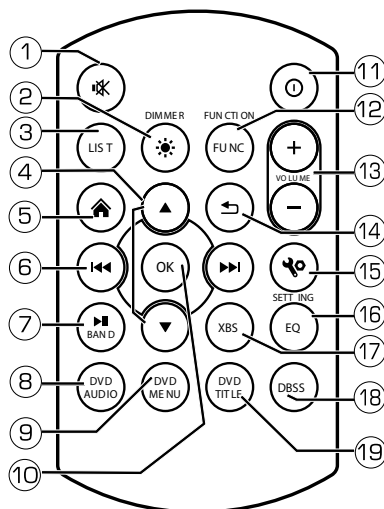 1
11
2
DIMMER
FUNCTION
12
3
LIST
FUNC
+
4
VOLUME
13
−
5
14
6
OK
15
SETTING
16
7
BAND
XBS
EQ
17
8
DVD
AUDIO
DVD
MENU
DVD
TITLE
DBSS
18
9
10
19